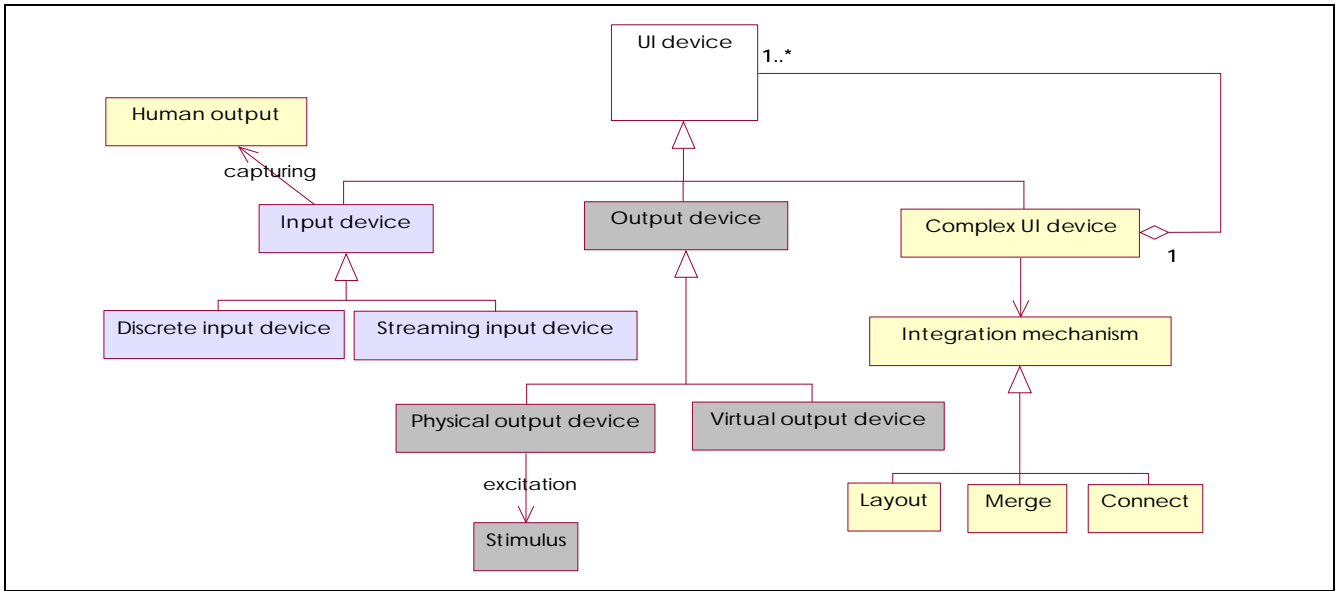 UI device
1..*
Human output
capturing
Input device
Output device
Complex UI device
1
Discrete input device
Streaming input device
Integration mechanism
Physical output device
Virtual output device
excitation
Layout
Merge
Connect
Stimulus